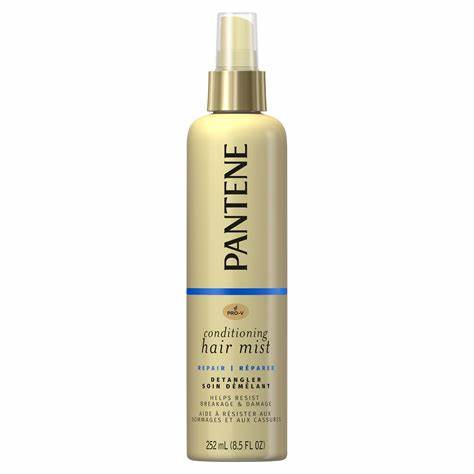 PANTENE
PRO-V
conditioning
hair mist
REPAIR | RÉPARER
DETANGLER
SOIN DÉMÊLANT
HELPS RESIST
BREAKAGE & DAMAGE
AIDE À RÉSISTER AUX
DOMMAGES ET AUX CASSURES
252 mL (8.5 FL OZ)